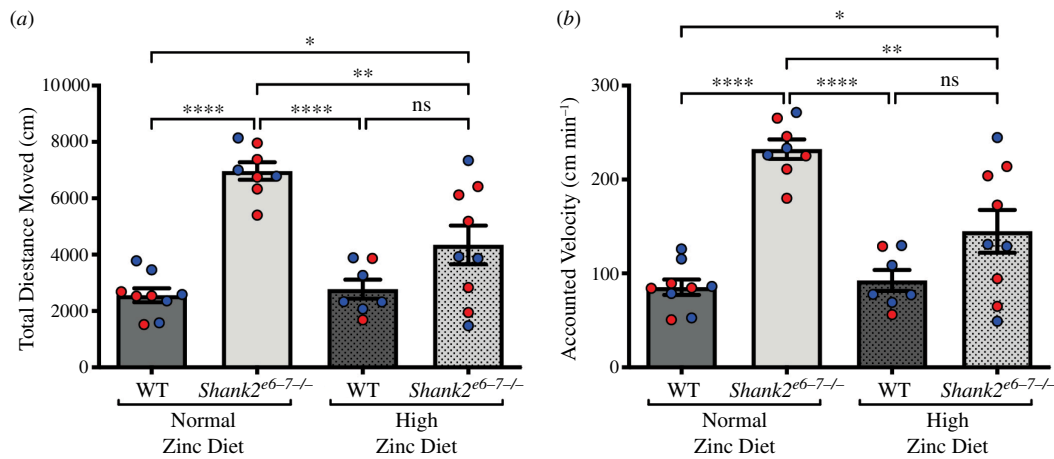 (a)
*
**
**** **** ns
Total Diestance Moved (cm)
10 000
8000
6000
4000
2000
0
WT Shank2e6–7–/– WT Shank2e6–7–/–
Normal High
Zinc Diet Zinc Diet
(b)
*
**
**** **** ns
Accounted Velocity (cm min–1)
300
200
100
0
WT Shank2e6–7–/– WT Shank2e6–7–/–
Normal High
Zinc Diet Zinc Diet